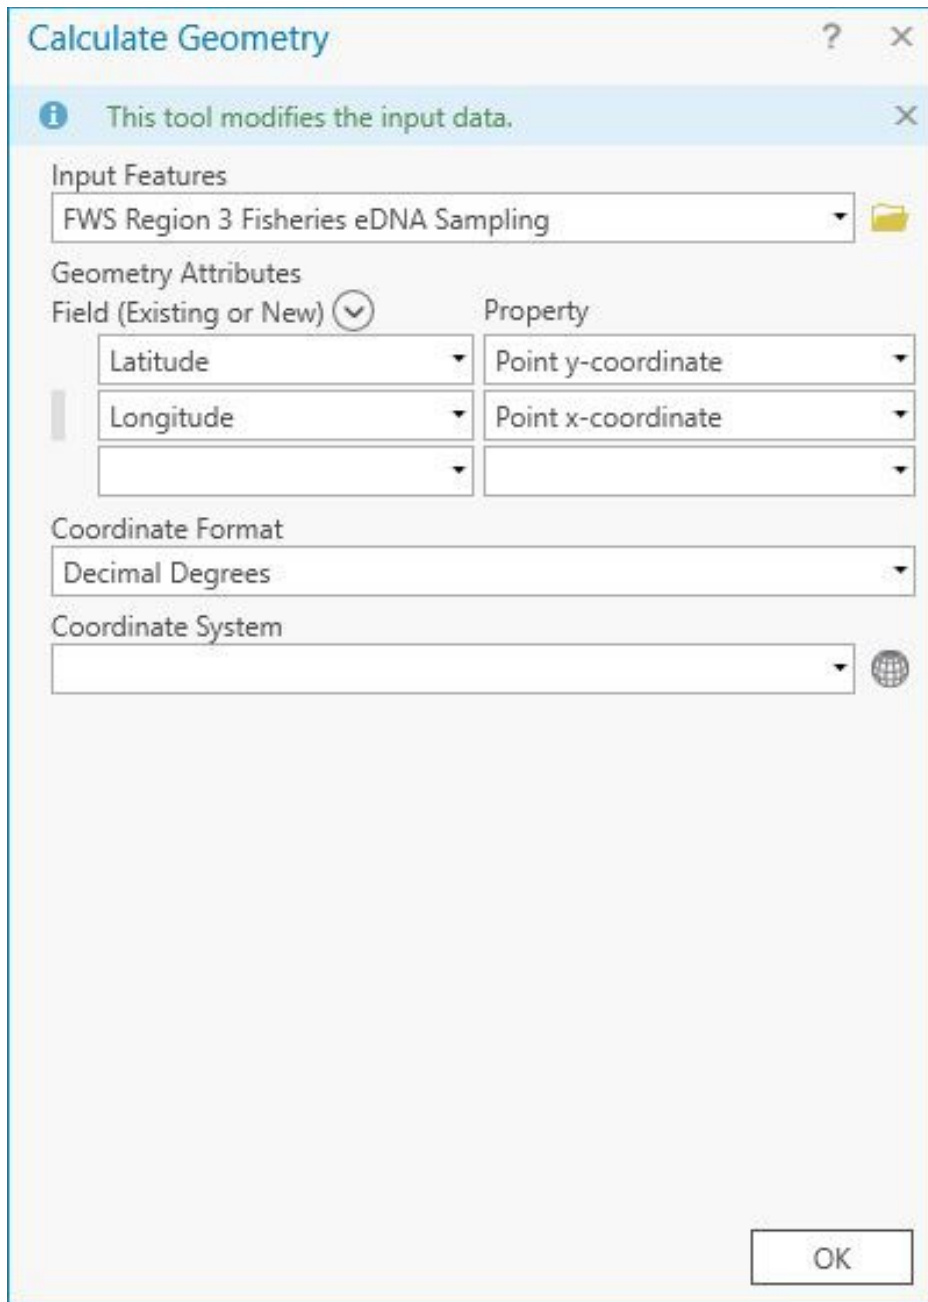 Calculate Geometry
This tool modifies the input data.
Input Features
FWS Region 3 Fisheries eDNA Sampling
Geometry Attributes
Field (Existing or New) Property
Latitude Point y-coordinate
Longitude Point x-coordinate
Coordinate Format
Decimal Degrees
Coordinate System
OK